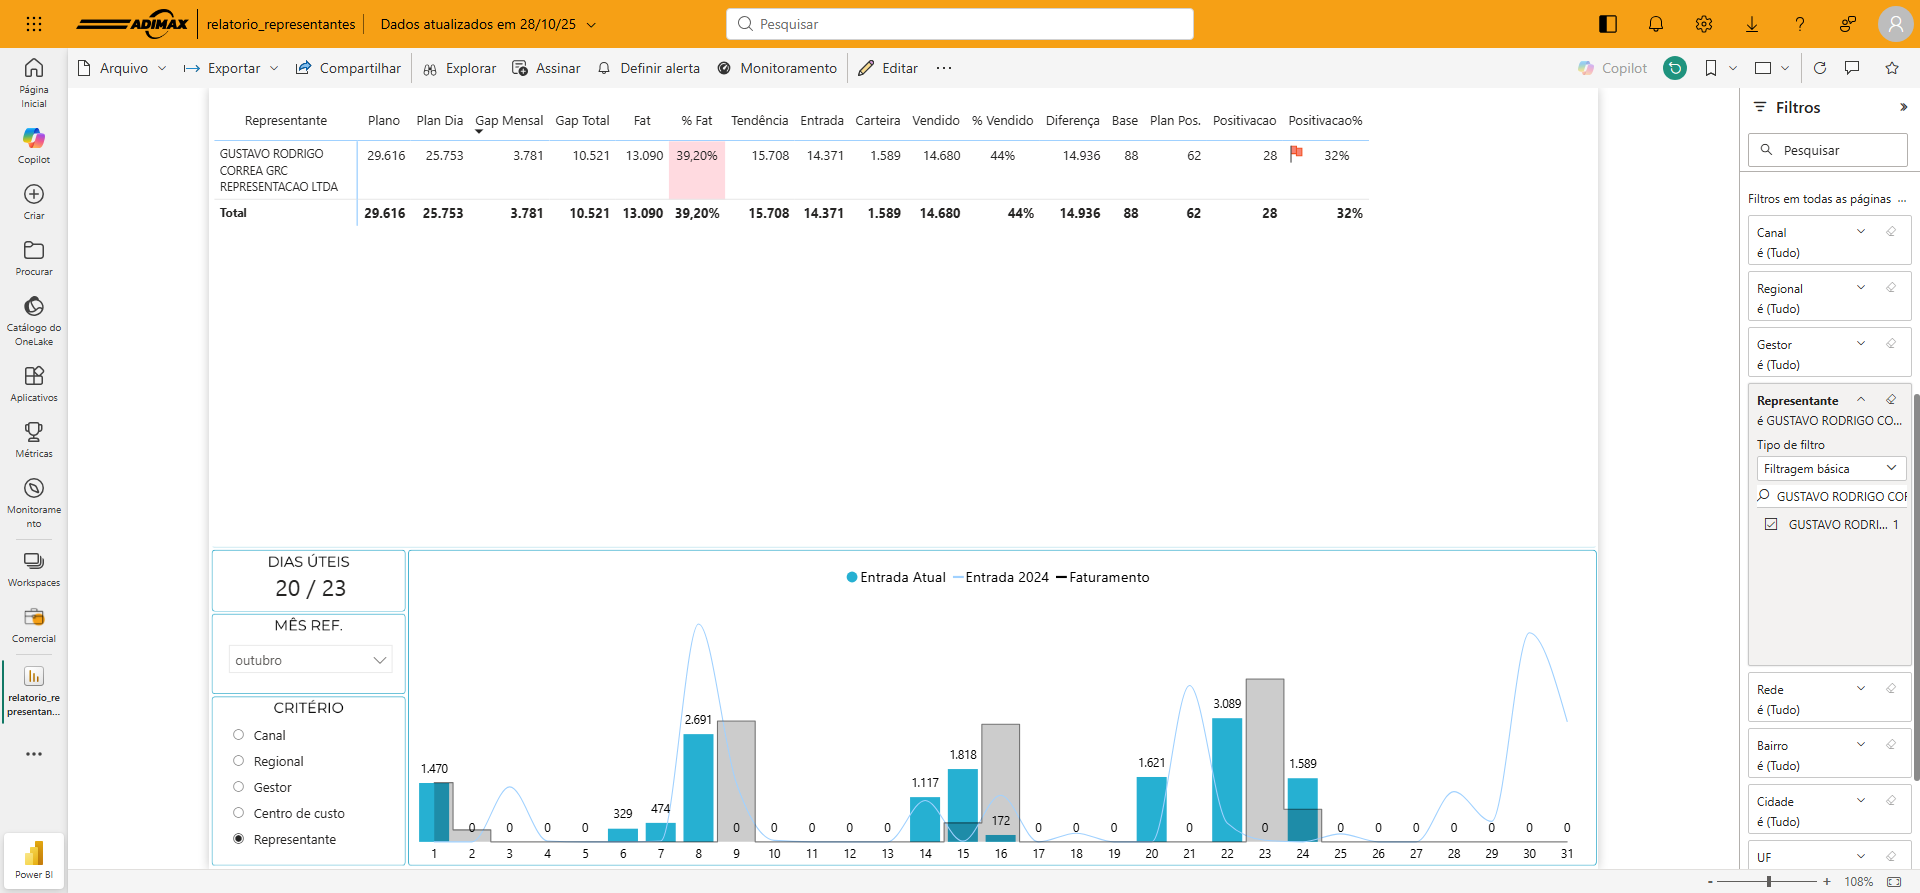 ADIMAX
relatorio_representantes
Dados atualizados em 28/10/25
Pesquisar
A
Página
Inicial
Copilot
Criar
Procurar
Catálogo do
OneLake
Aplicativos
Métricas
Monitorame
nto
Workspaces
Comercial
relatorio_re
presentan...
Power BI
Arquivo
Exportar
Compartilhar
Explorar
Assinar
Definir alerta
Monitoramento
Editar
Copilot
Representante Plano Plan Dia Gap Mensal Gap Total Fat % Fat Tendência Entrada Carteira Vendido % Vendido Diferença Base Plan Pos. Positivacao Positivacao%
GUSTAVO RODRIGO
CORREA GRC
REPRESENTACAO LTDA
29.616 25.753 3.781 10.521 13.090 39,20% 15.708 14.371 1.589 14.680 44% 14.936 88 62 28 32%
Total 29.616 25.753 3.781 10.521 13.090 39,20% 15.708 14.371 1.589 14.680 44% 14.936 88 62 28 32%
DIAS ÚTEIS
20 / 23
MÊS REF.
outubro
CRITÉRIO
Canal
Regional
Gestor
Centro de custo
Representante
Entrada Atual Entrada 2024 Faturamento
1.470 0 0 0 0 329 474 2.691 0 0 0 0 0 1.117 1.818 172 0 0 0 1.621 0 3.089 0 1.589 0 0 0 0 0 0 0
1 2 3 4 5 6 7 8 9 10 11 12 13 14 15 16 17 18 19 20 21 22 23 24 25 26 27 28 29 30 31
Filtros
Pesquisar
Filtros em todas as páginas ...
Canal
é (Tudo)
Regional
é (Tudo)
Gestor
é (Tudo)
Representante
é GUSTAVO RODRIGO CO...
Tipo de filtro
Filtragem básica
GUSTAVO RODRIGO COR
GUSTAVO RODRI... 1
Rede
é (Tudo)
Bairro
é (Tudo)
Cidade
é (Tudo)
UF
- + 108%